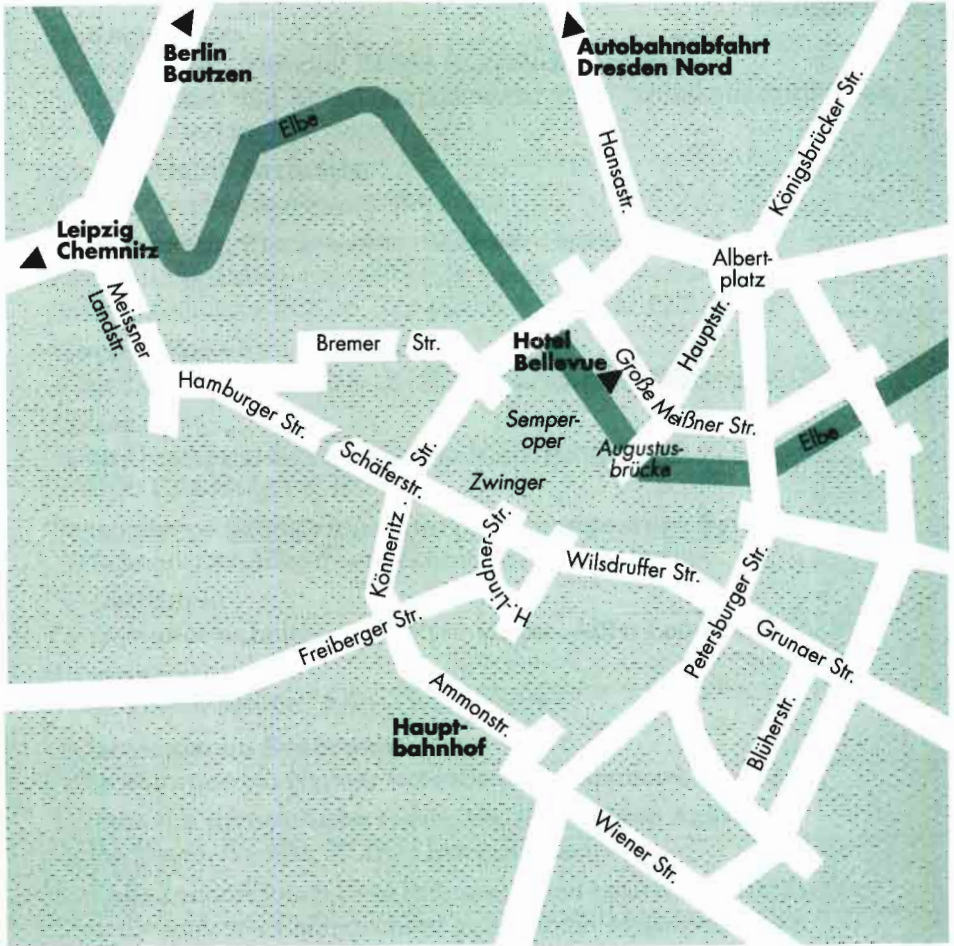 Berlin
Bautzen
Autobahnabfahrt
Dresden Nord
Elbe
Hansastr.
Königsbrücker Str.
Leipzig
Chemnitz
Albert-
platz
Meissner
Landstr.
Bremer Str.
Hotel
Bellevue
Hauptstr.
Große Meißner Str.
Hamburger Str.
Semper-
oper
Augustus-
brücke
Elbe
Schäferstr.
Zwinger
Könneritz. Str.
H.-Lindner-Str.
Wilsdruffer Str.
Petersburger Str.
Freiberger Str.
Grunaer Str.
Ammonstr.
Haupt-
bahnhof
Blüherstr.
Wiener Str.